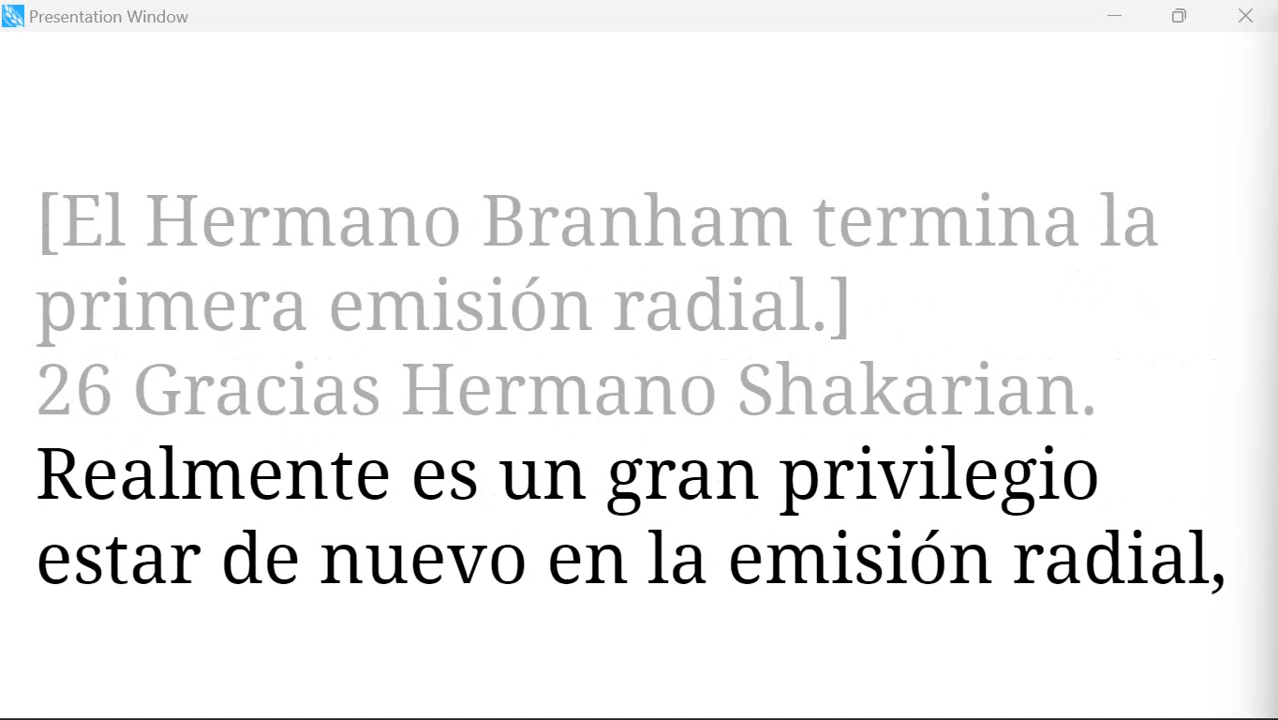 Presentation Window
[El Hermano Branham termina la
primera emisión radial.]
26 Gracias Hermano Shakarian.
Realmente es un gran privilegio
estar de nuevo en la emisión radial,